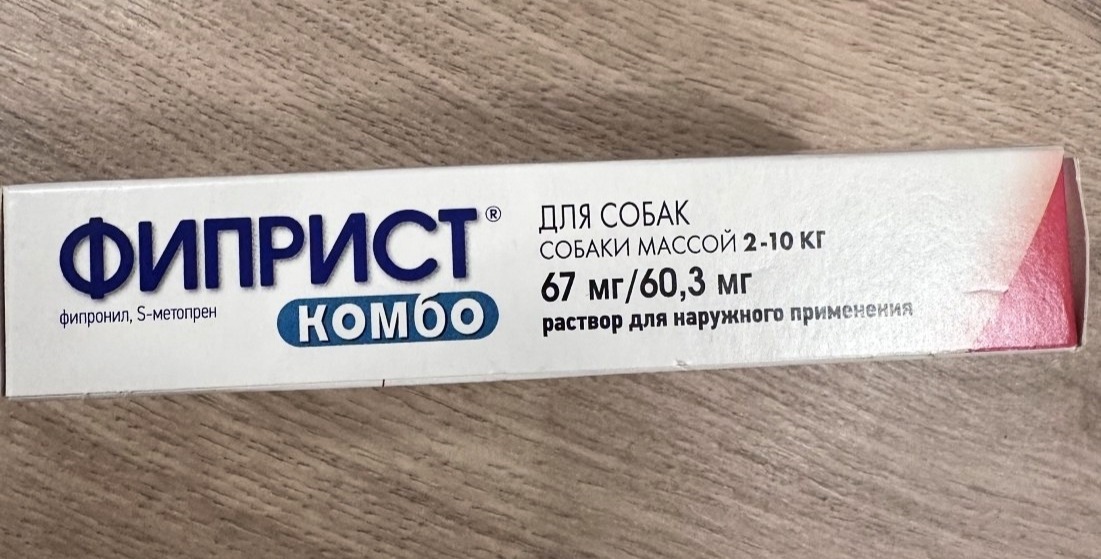 ФИПРИСТ®
КОМБО
фипронил, S-метопрен
ДЛЯ СОБАК
СОБАКИ МАССОЙ 2-10 КГ
67 мг/60,3 мг
раствор для наружного применения